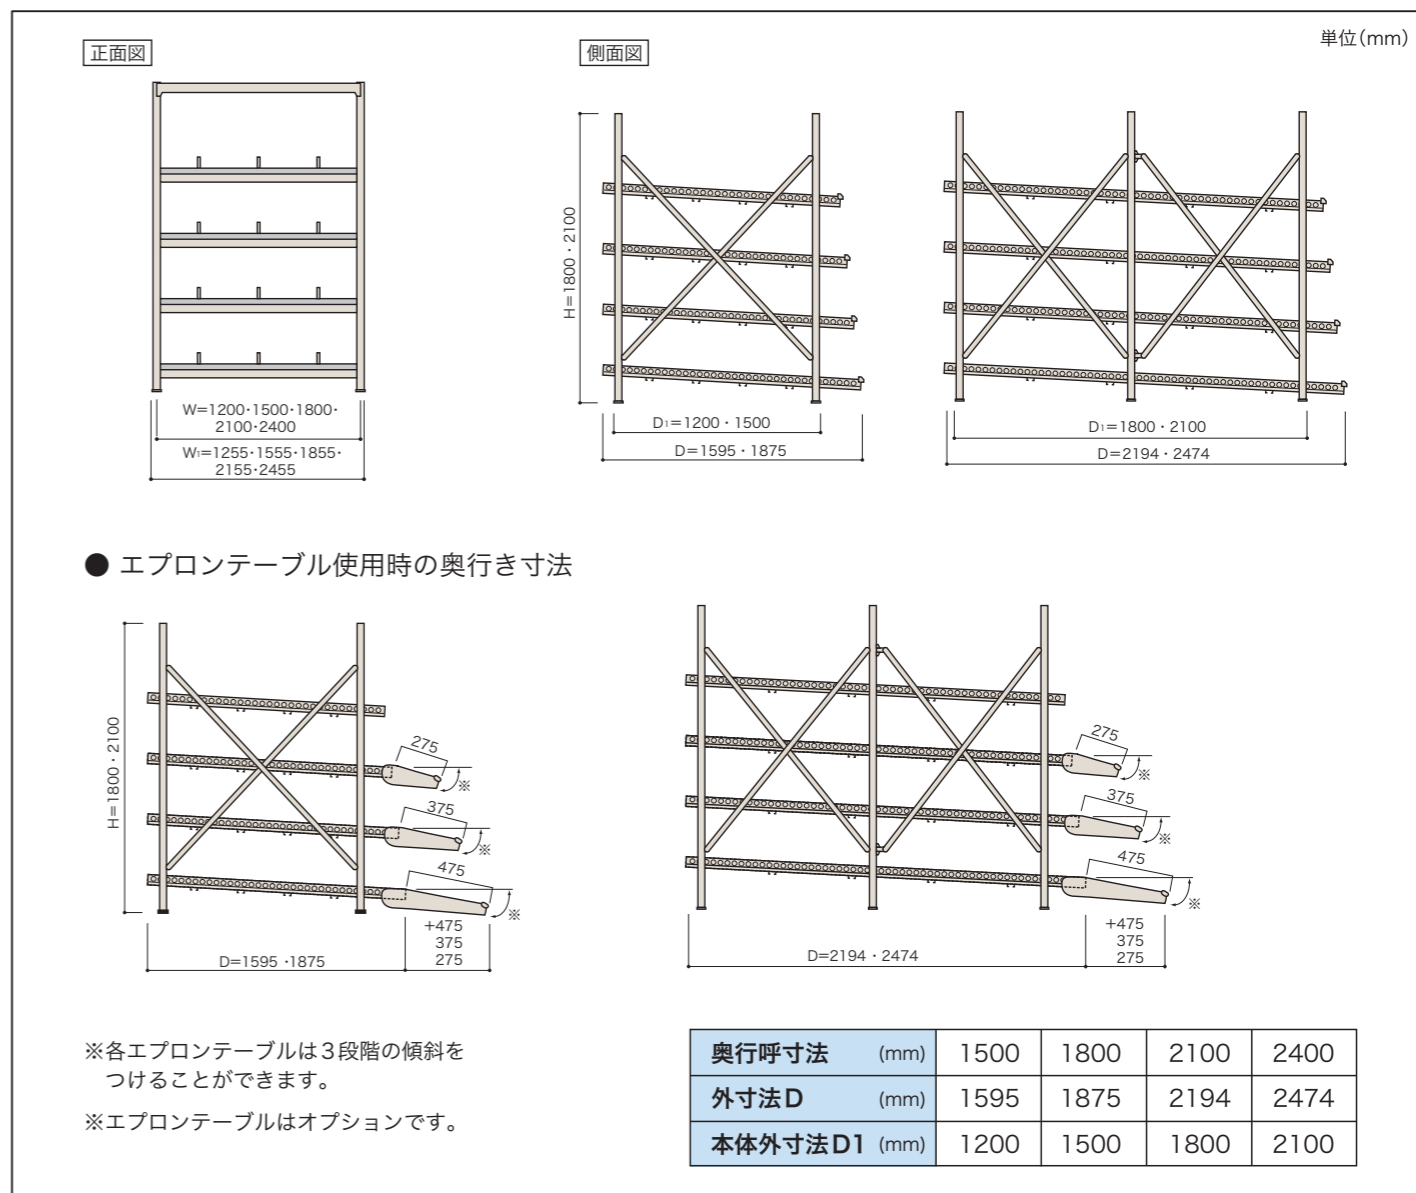 単位(mm)
正面図
側面図
H=1800・2100
W=1200・1500・1800・
2100・2400
W1=1255・1555・1855・
2155・2455
D1=1200・1500
D=1595・1875
D1=1800・2100
D=2194・2474
● エプロンテーブル使用時の奥行き寸法
H=1800・2100
275
※
375
※
475
※
+475
375
275
D=1595・1875
275
※
375
※
475
※
+475
375
275
D=2194・2474
※各エプロンテーブルは3段階の傾斜を
つけることができます。
※エプロンテーブルはオプションです。
奥行呼寸法 (mm) 1500 1800 2100 2400
外寸法D (mm) 1595 1875 2194 2474
本体外寸法D1 (mm) 1200 1500 1800 2100